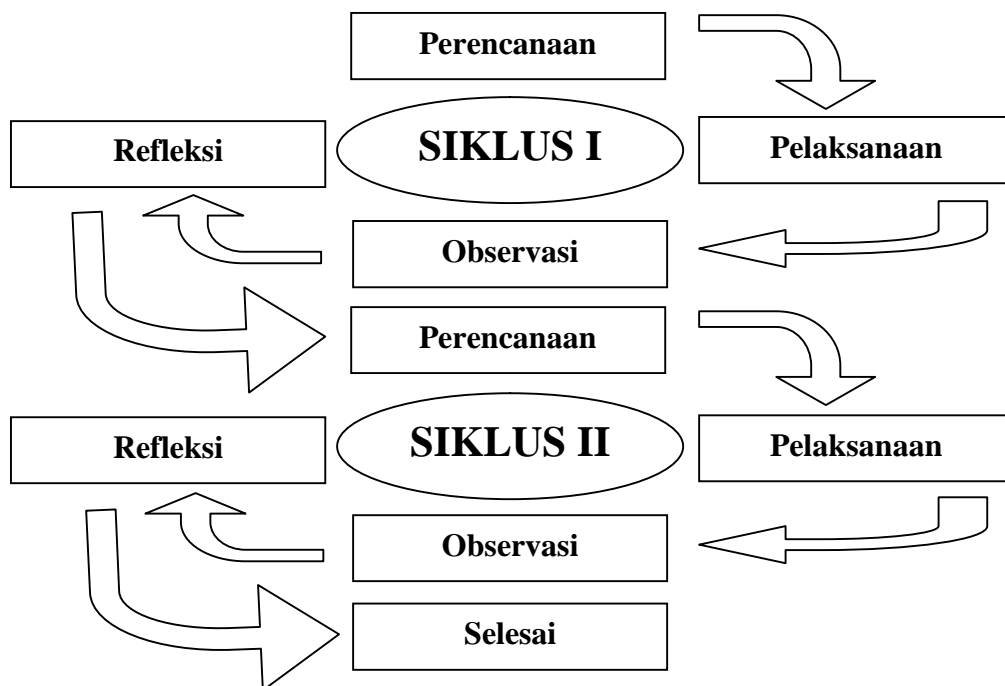 Perencanaan
Refleksi
SIKLUS I
Pelaksanaan
Observasi
Perencanaan
Refleksi
SIKLUS II
Pelaksanaan
Observasi
Selesai